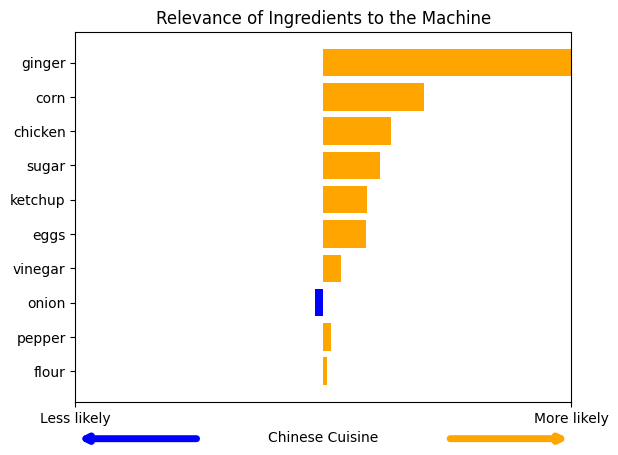 Relevance of Ingredients to the Machine
ginger
corn
chicken
sugar
ketchup
eggs
vinegar
onion
pepper
flour
Less likely
More likely
Chinese Cuisine